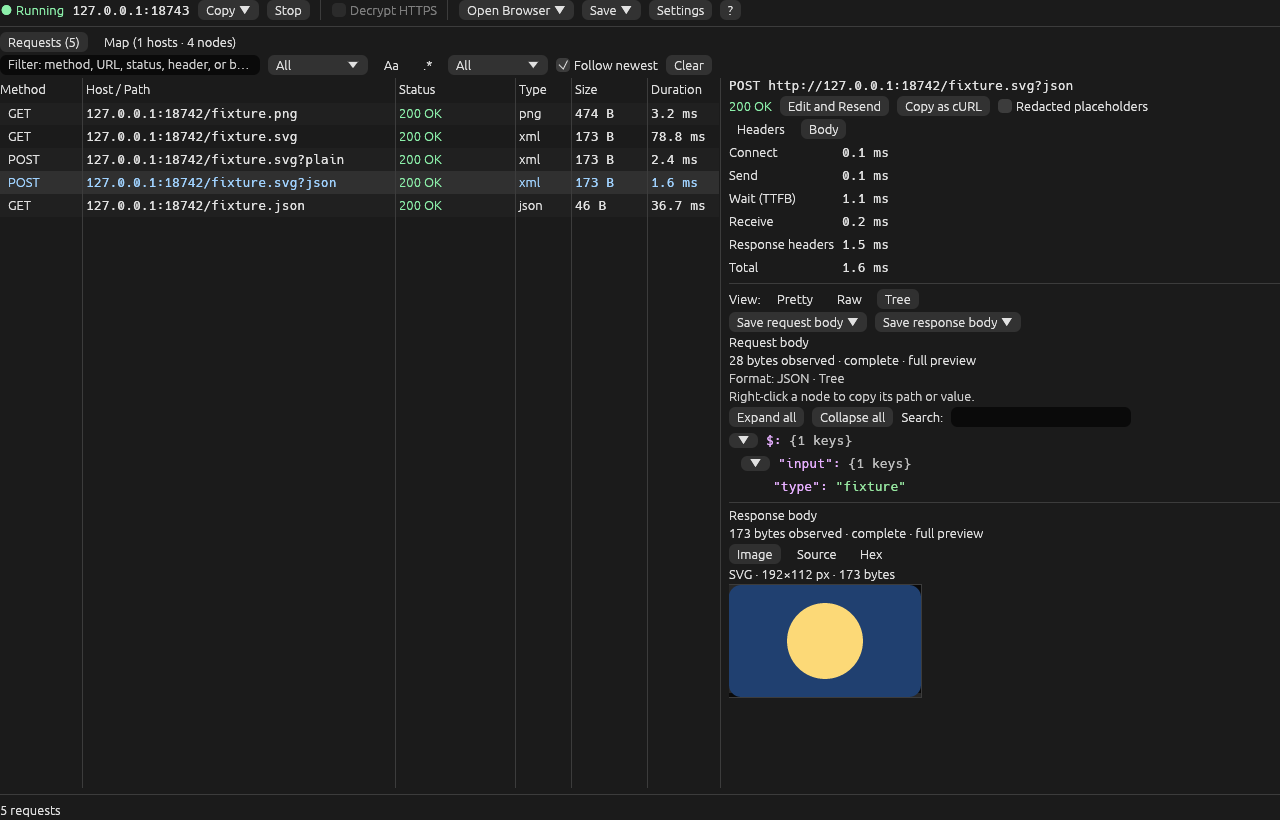 Running 127.0.0.1:18743 Copy ▼ Stop Decrypt HTTPS Open Browser ▼ Save ▼ Settings ?
Requests (5) Map (1 hosts · 4 nodes)
Filter: method, URL, status, header, or b… All ▼ Aa .* All ▼ Follow newest Clear
Method Host / Path Status Type Size Duration
GET 127.0.0.1:18742/fixture.png 200 OK png 474 B 3.2 ms
GET 127.0.0.1:18742/fixture.svg 200 OK xml 173 B 78.8 ms
POST 127.0.0.1:18742/fixture.svg?plain 200 OK xml 173 B 2.4 ms
POST 127.0.0.1:18742/fixture.svg?json 200 OK xml 173 B 1.6 ms
GET 127.0.0.1:18742/fixture.json 200 OK json 46 B 36.7 ms
POST http://127.0.0.1:18742/fixture.svg?json
200 OK Edit and Resend Copy as cURL Redacted placeholders
Headers Body
Connect 0.1 ms
Send 0.1 ms
Wait (TTFB) 1.1 ms
Receive 0.2 ms
Response headers 1.5 ms
Total 1.6 ms
View: Pretty Raw Tree
Save request body ▼ Save response body ▼
Request body
28 bytes observed · complete · full preview
Format: JSON · Tree
Right-click a node to copy its path or value.
Expand all Collapse all Search:
▼ $: {1 keys}
▼ "input": {1 keys}
"type": "fixture"
Response body
173 bytes observed · complete · full preview
Image Source Hex
SVG · 192×112 px · 173 bytes
5 requests